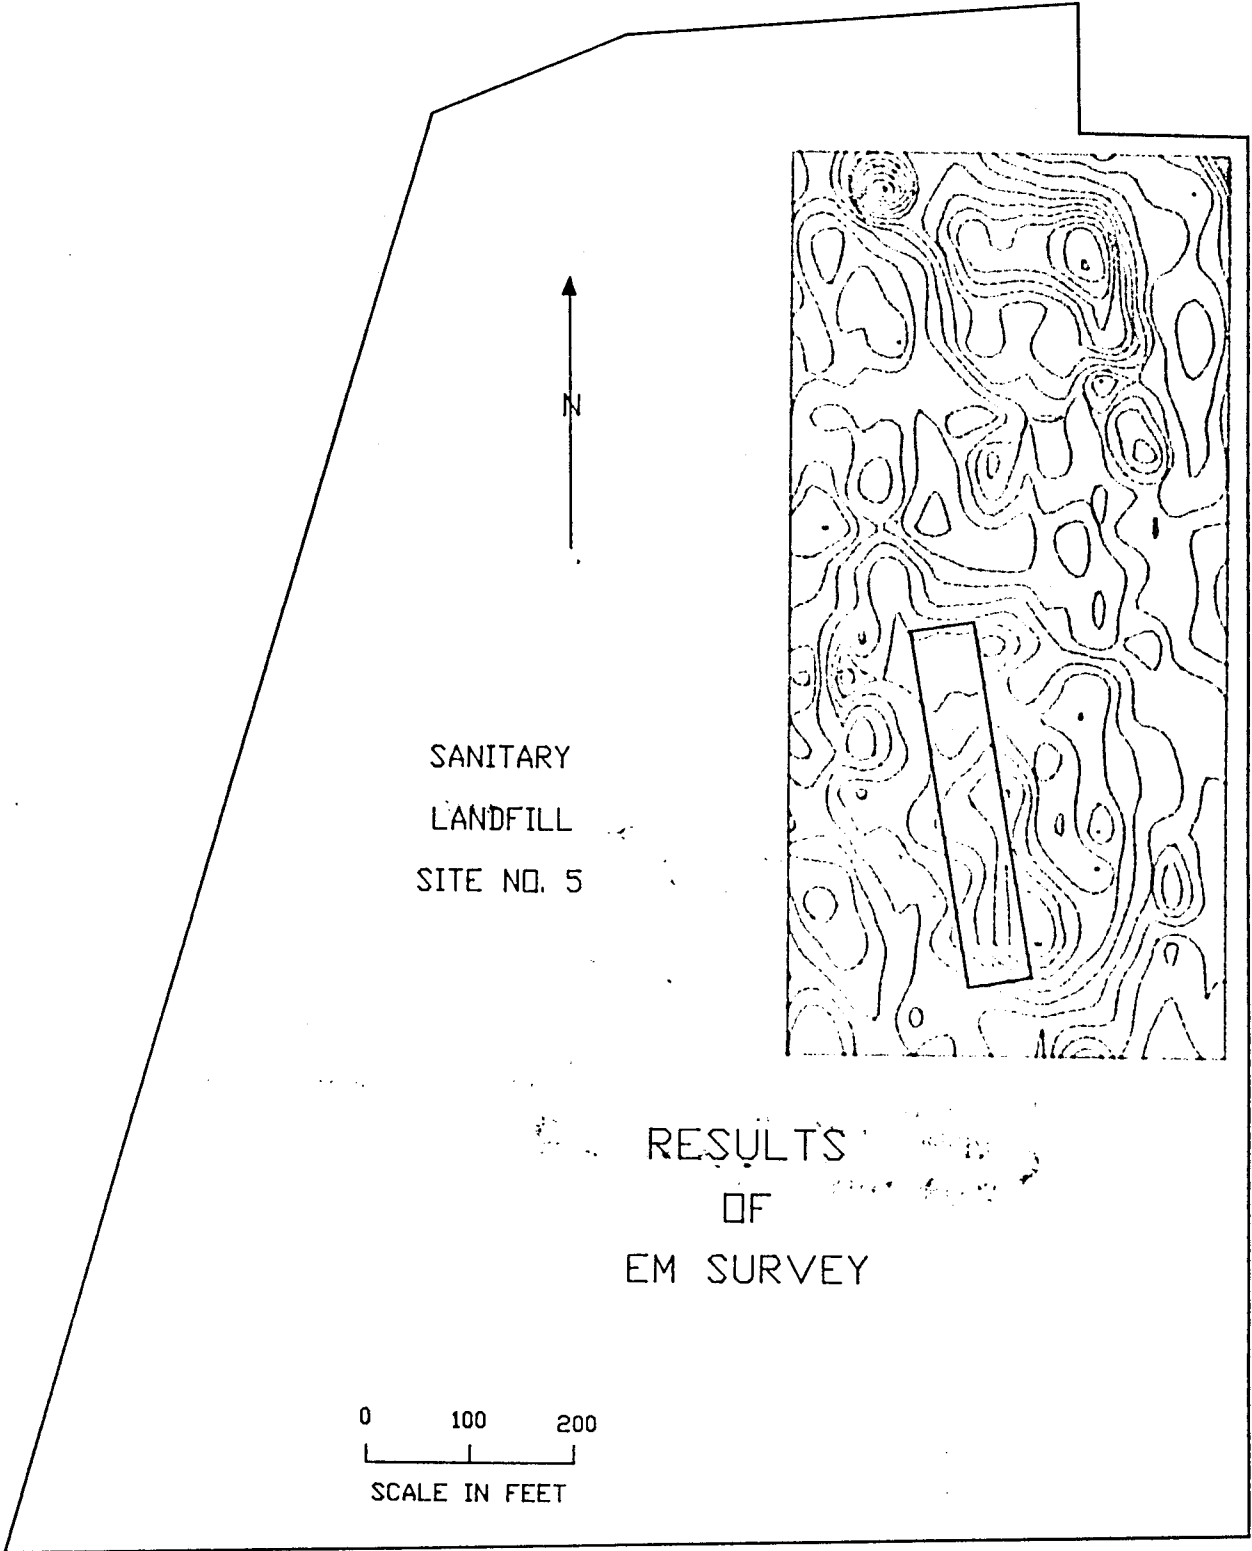 N
SANITARY
LANDFILL
SITE NO. 5
RESULTS
OF
EM SURVEY
0 100 200
SCALE IN FEET